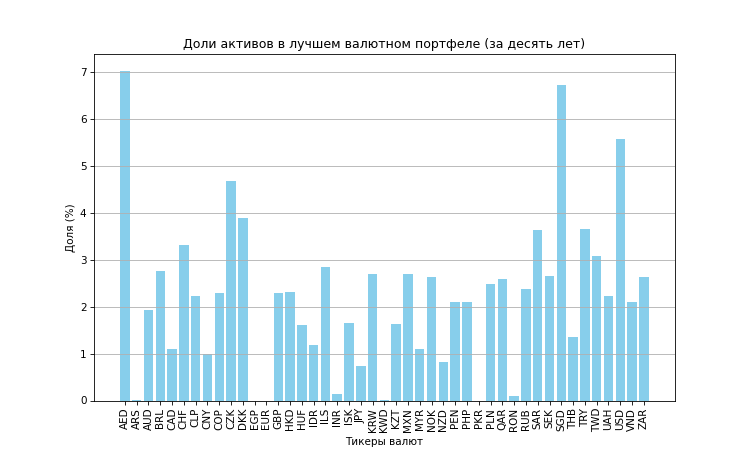 Доли активов в лучшем валютном портфеле (за десять лет)
Доля (%)
7
6
5
4
3
2
1
0
AED ARS AUD BRL CAD CHF CLP CNY COP CZK DKK EGP EUR GBP HKD HUF IDR ILS INR ISK JPY KRW KWD KZT MXN MYR NOK NZD PEN PHP PKR PLN QAR RON RUB SAR SEK SGD THB TRY TWD UAH USD VND ZAR
Тикеры валют